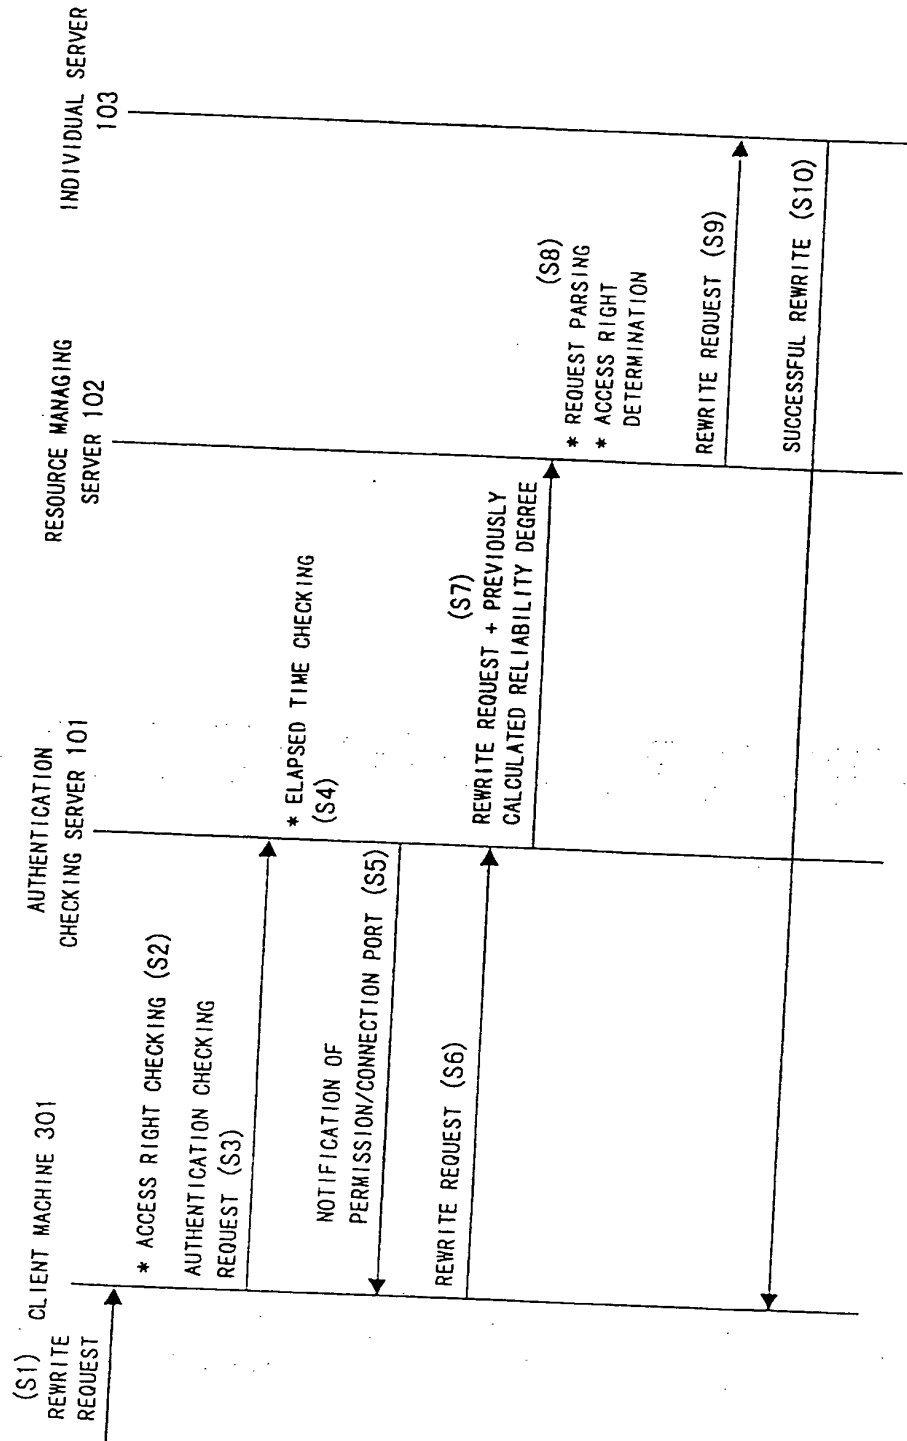 (S1)
REWRITE
REQUEST
CLIENT MACHINE 301
AUTHENTICATION
CHECKING SERVER 101
RESOURCE MANAGING
SERVER 102
INDIVIDUAL SERVER
103
* ACCESS RIGHT CHECKING (S2)
AUTHENTICATION CHECKING
REQUEST (S3)
* ELAPSED TIME CHECKING
(S4)
NOTIFICATION OF
PERMISSION/CONNECTION PORT (S5)
REWRITE REQUEST (S6)
(S7)
REWRITE REQUEST + PREVIOUSLY
CALCULATED RELIABILITY DEGREE
(S8)
* REQUEST PARSING
* ACCESS RIGHT
DETERMINATION
REWRITE REQUEST (S9)
SUCCESSFUL REWRITE (S10)